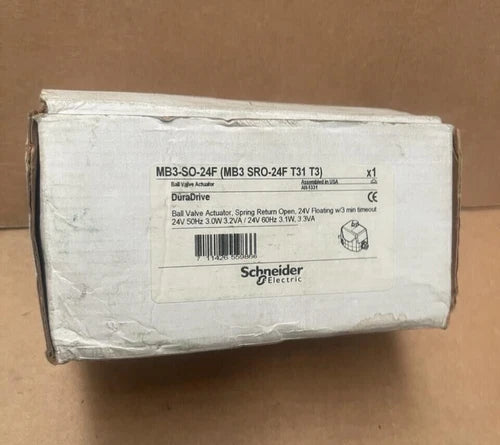 MB3-SO-24F (MB3 SRO-24F T31 T3) x1
Ball Valve Actuator Assembled in USA
DuraDrive
Ball Valve Actuator, Spring Return Open, 24V Floating w/3 min timeout
24V 50Hz 3.0W 3.2VA / 24V 60Hz 3.1W, 3.3VA
Schneider
Electric